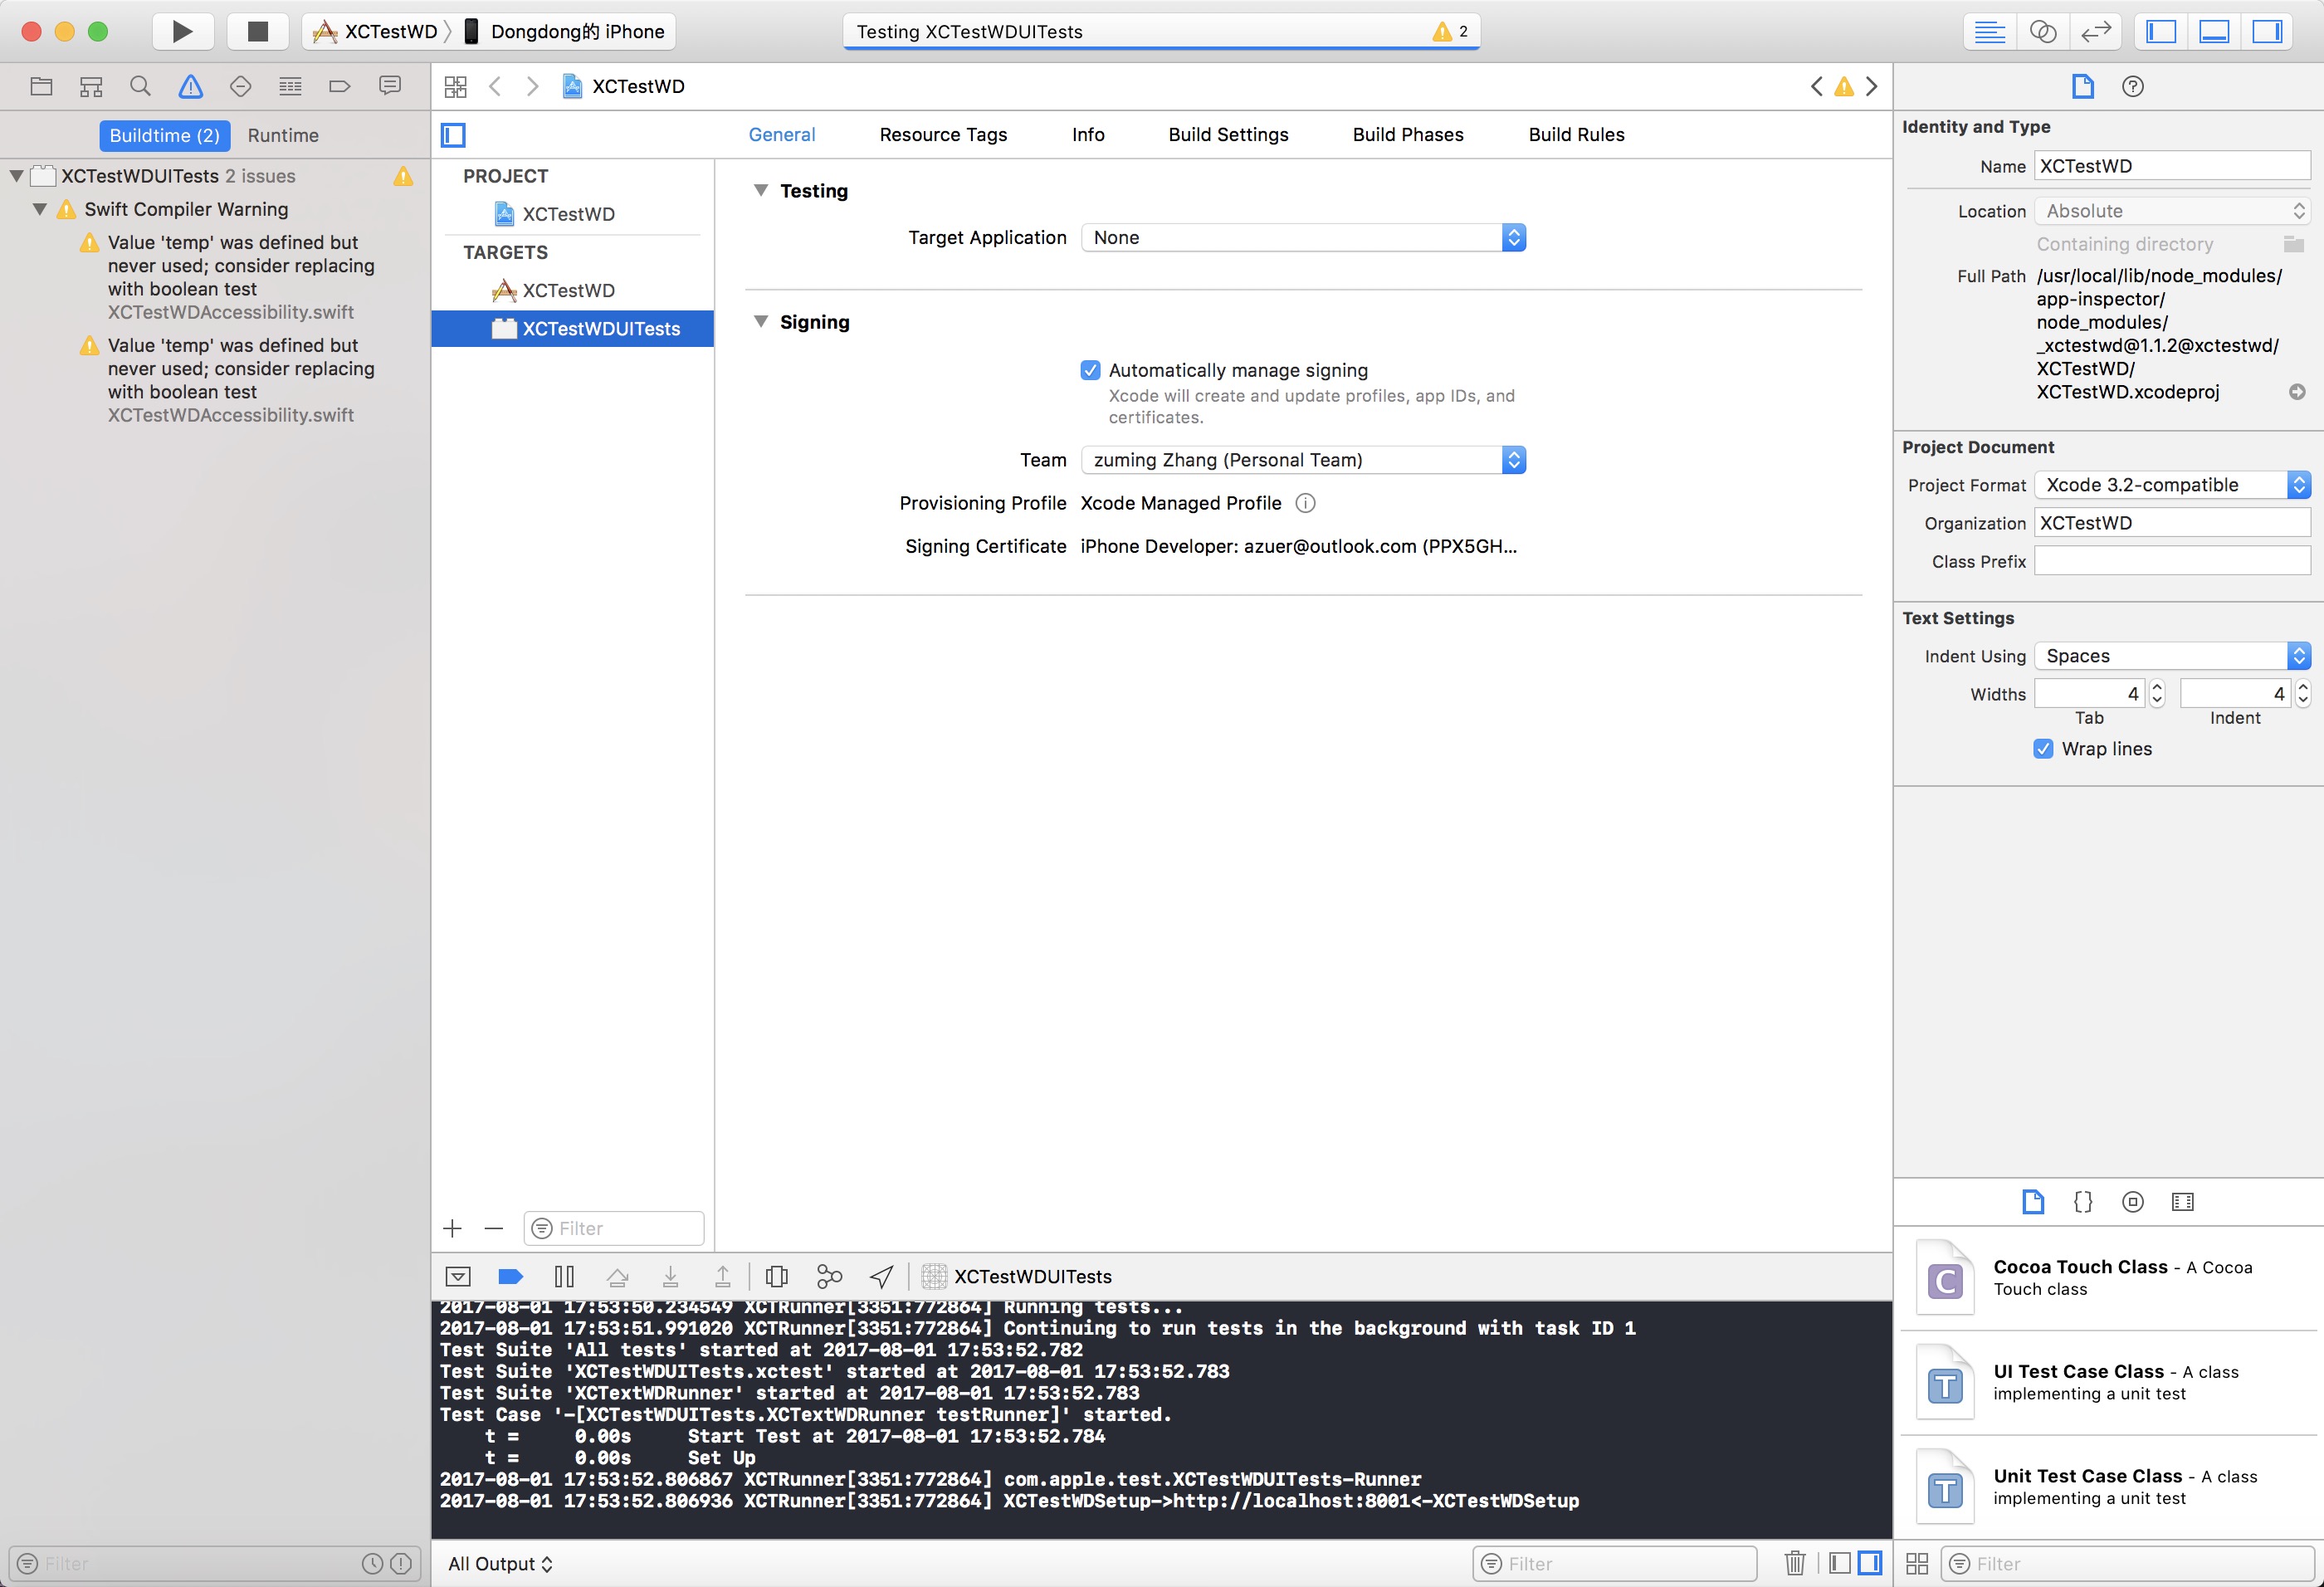 XCTestWD
Dongdong的 iPhone
Testing XCTestWDUITests
2
XCTestWD
Buildtime (2)
Runtime
General
Resource Tags
Info
Build Settings
Build Phases
Build Rules
XCTestWDUITests 2 issues
Swift Compiler Warning
Value 'temp' was defined but
never used; consider replacing
with boolean test
XCTestWDAccessibility.swift
Value 'temp' was defined but
never used; consider replacing
with boolean test
XCTestWDAccessibility.swift
Filter
PROJECT
XCTestWD
TARGETS
XCTestWD
XCTestWDUITests
Filter
Testing
Target Application None
Signing
Automatically manage signing
Xcode will create and update profiles, app IDs, and
certificates.
Team zuming Zhang (Personal Team)
Provisioning Profile Xcode Managed Profile
Signing Certificate iPhone Developer: azuer@outlook.com (PPX5GH...
XCTestWDUITests
2017-08-01 17:53:50.234549 XCTRunner[3351:772864] Running tests...
2017-08-01 17:53:51.991020 XCTRunner[3351:772864] Continuing to run tests in the background with task ID 1
Test Suite 'All tests' started at 2017-08-01 17:53:52.782
Test Suite 'XCTestWDUITests.xctest' started at 2017-08-01 17:53:52.783
Test Suite 'XCTextWDRunner' started at 2017-08-01 17:53:52.783
Test Case '-[XCTestWDUITests.XCTextWDRunner testRunner]' started.
t = 0.00s Start Test at 2017-08-01 17:53:52.784
t = 0.00s Set Up
2017-08-01 17:53:52.806867 XCTRunner[3351:772864] com.apple.test.XCTestWDUITests-Runner
2017-08-01 17:53:52.806936 XCTRunner[3351:772864] XCTestWDSetup->http://localhost:8001<-XCTestWDSetup
All Output
Filter
Identity and Type
Name XCTestWD
Location Absolute
Containing directory
Full Path /usr/local/lib/node_modules/
app-inspector/
node_modules/
_xctestwd@1.1.2@xctestwd/
XCTestWD/
XCTestWD.xcodeproj
Project Document
Project Format Xcode 3.2-compatible
Organization XCTestWD
Class Prefix
Text Settings
Indent Using Spaces
Widths 4 4
Tab Indent
Wrap lines
Cocoa Touch Class - A Cocoa
Touch class
UI Test Case Class - A class
implementing a unit test
Unit Test Case Class - A class
implementing a unit test
Filter